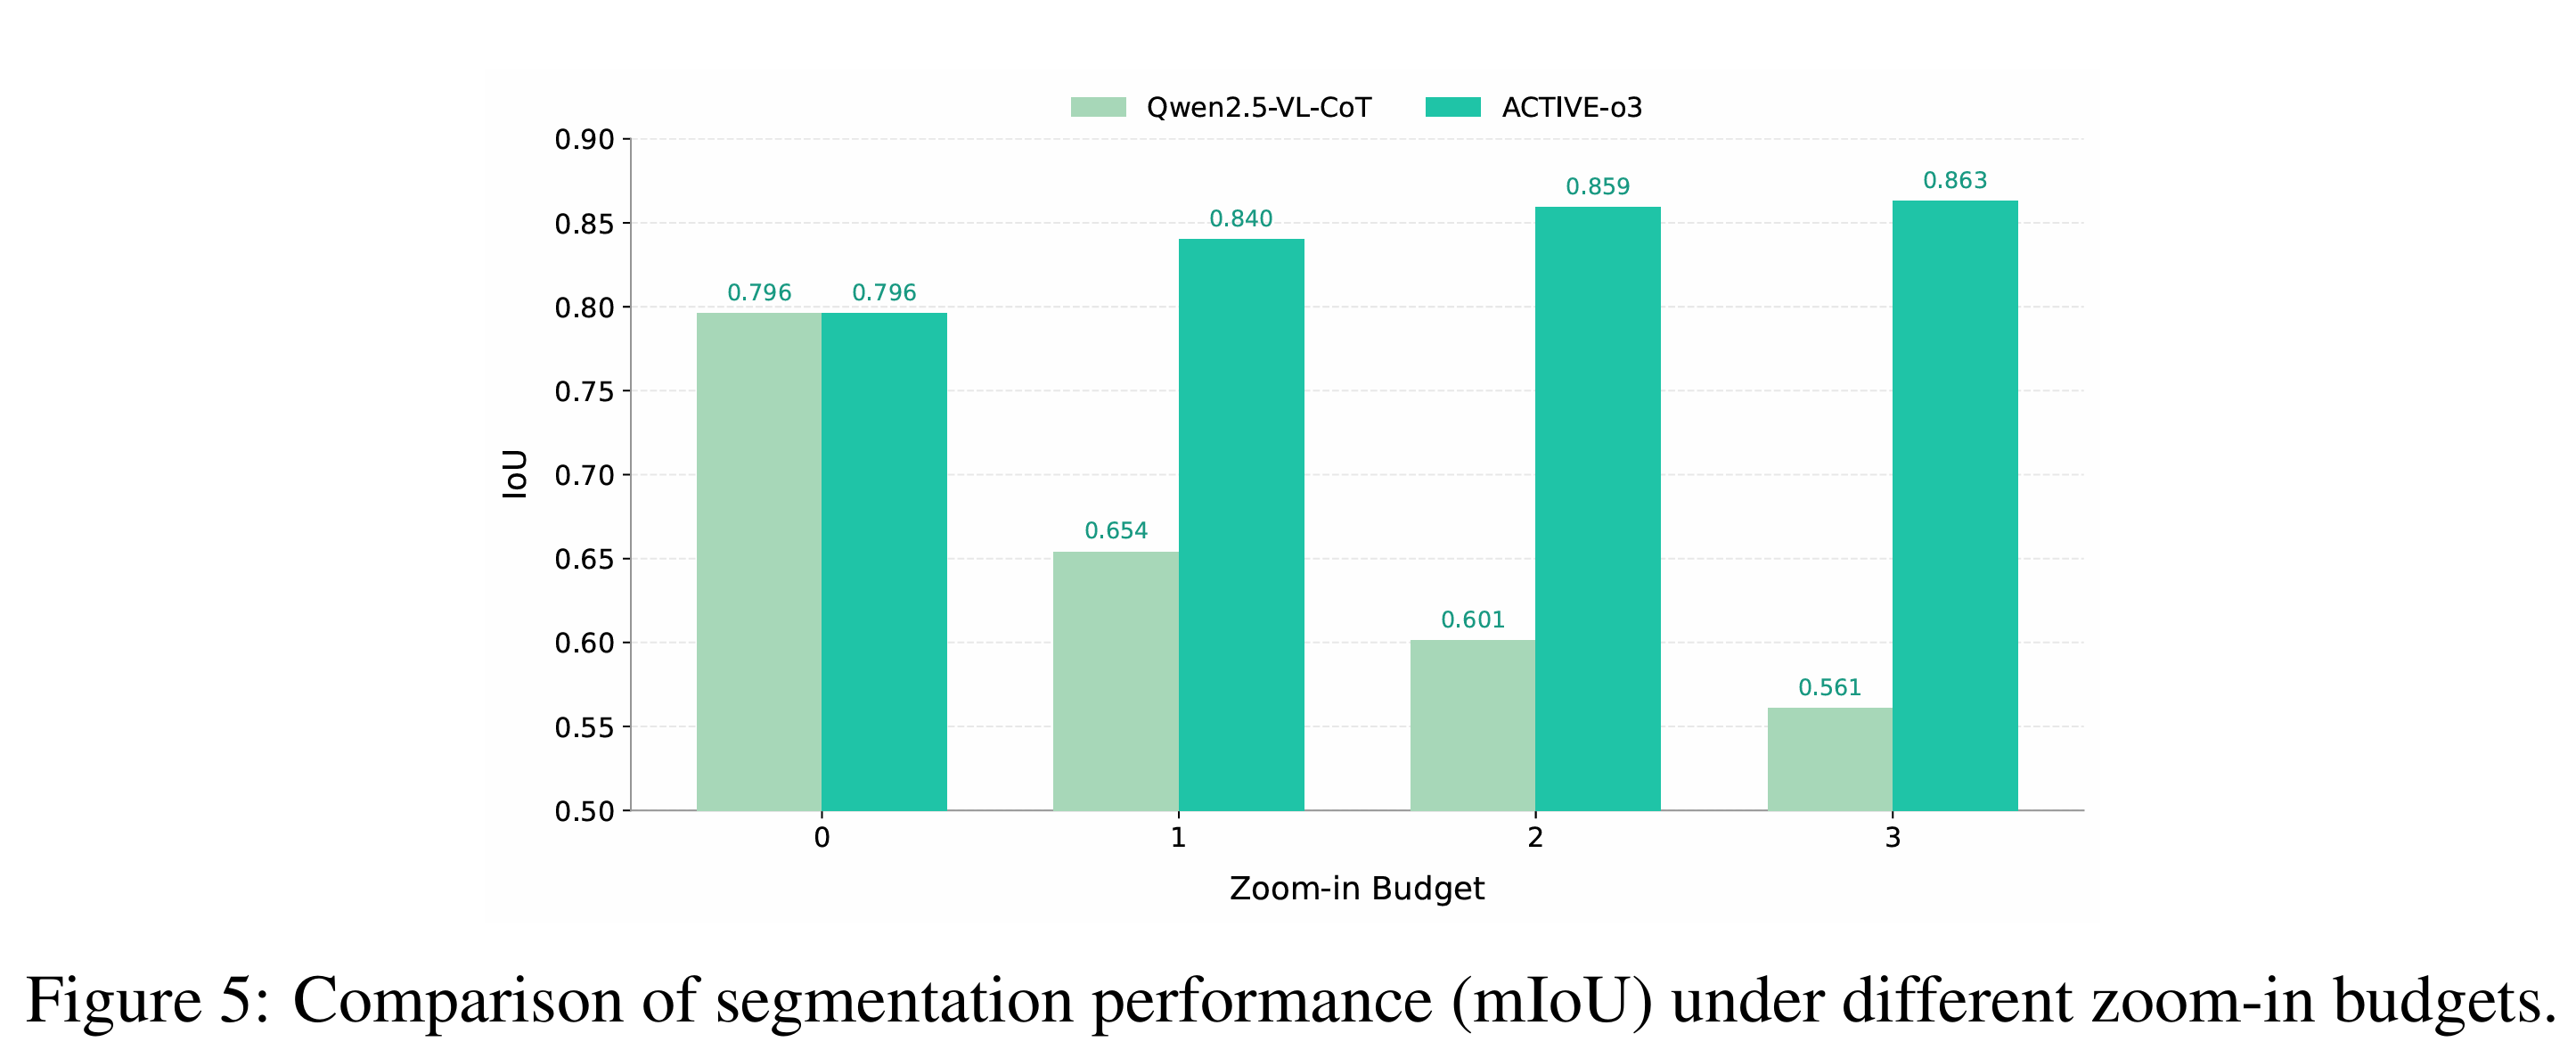 Qwen2.5-VL-CoT ACTIVE-o3
0.90
0.85
0.80
0.75
0.70
0.65
0.60
0.55
0.50
IoU
0.796 0.796
0.654 0.840
0.601 0.859
0.561 0.863
0 1 2 3
Zoom-in Budget
Figure 5: Comparison of segmentation performance (mIoU) under different zoom-in budgets.